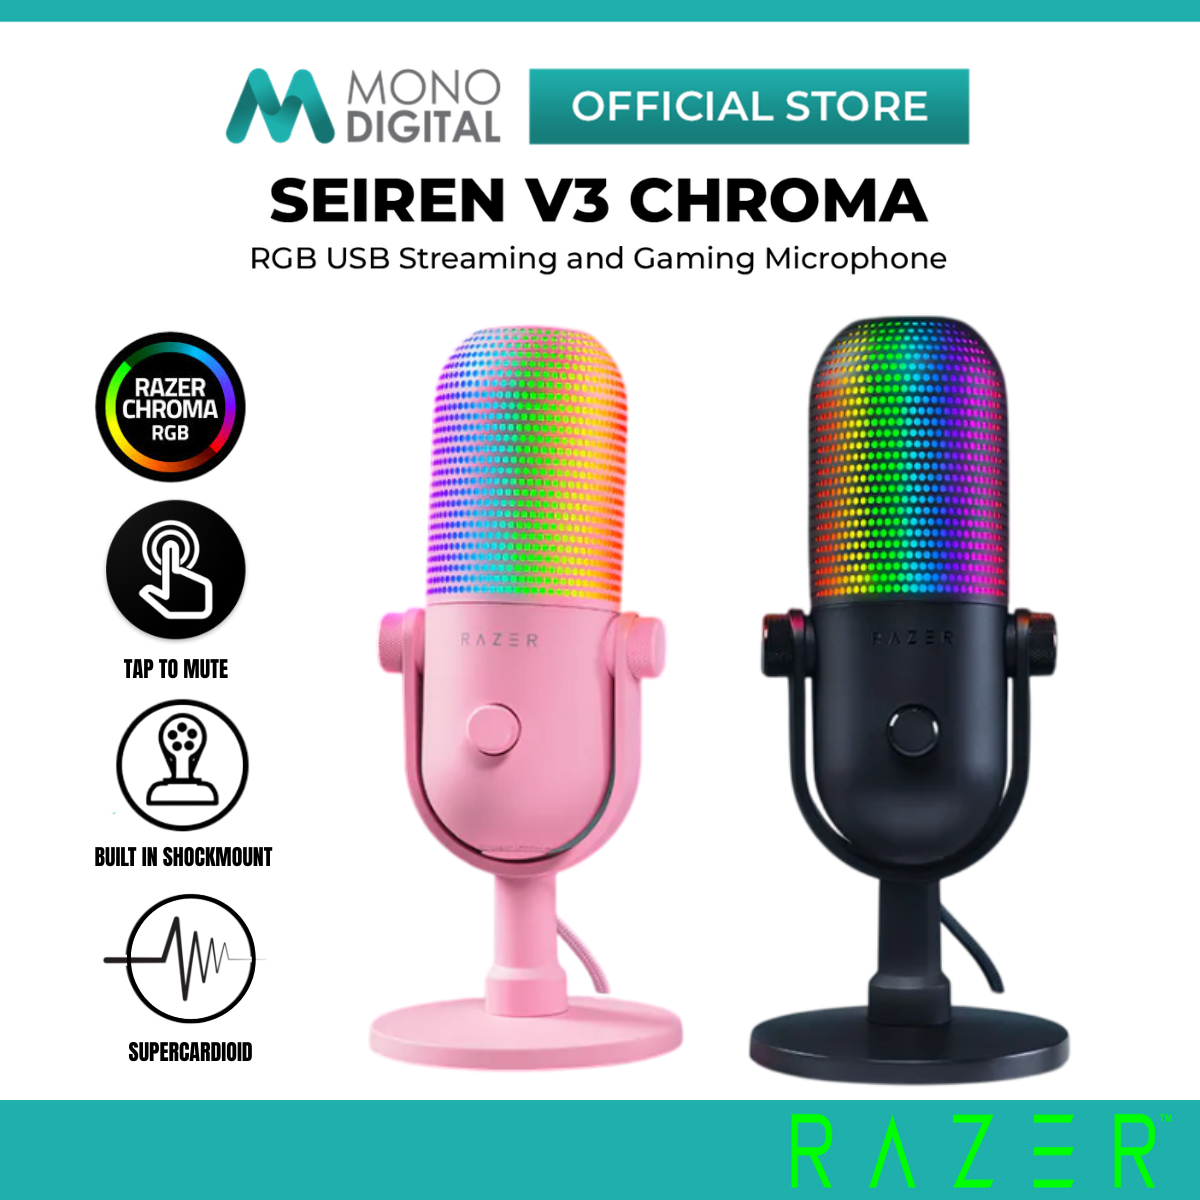 MONO
DIGITAL
OFFICIAL STORE
SEIREN V3 CHROMA
RGB USB Streaming and Gaming Microphone
RAZER
CHROMA
RGB
TAP TO MUTE
BUILT IN SHOCKMOUNT
SUPERCARDIOID
RAZER
RAZER
RAZER™